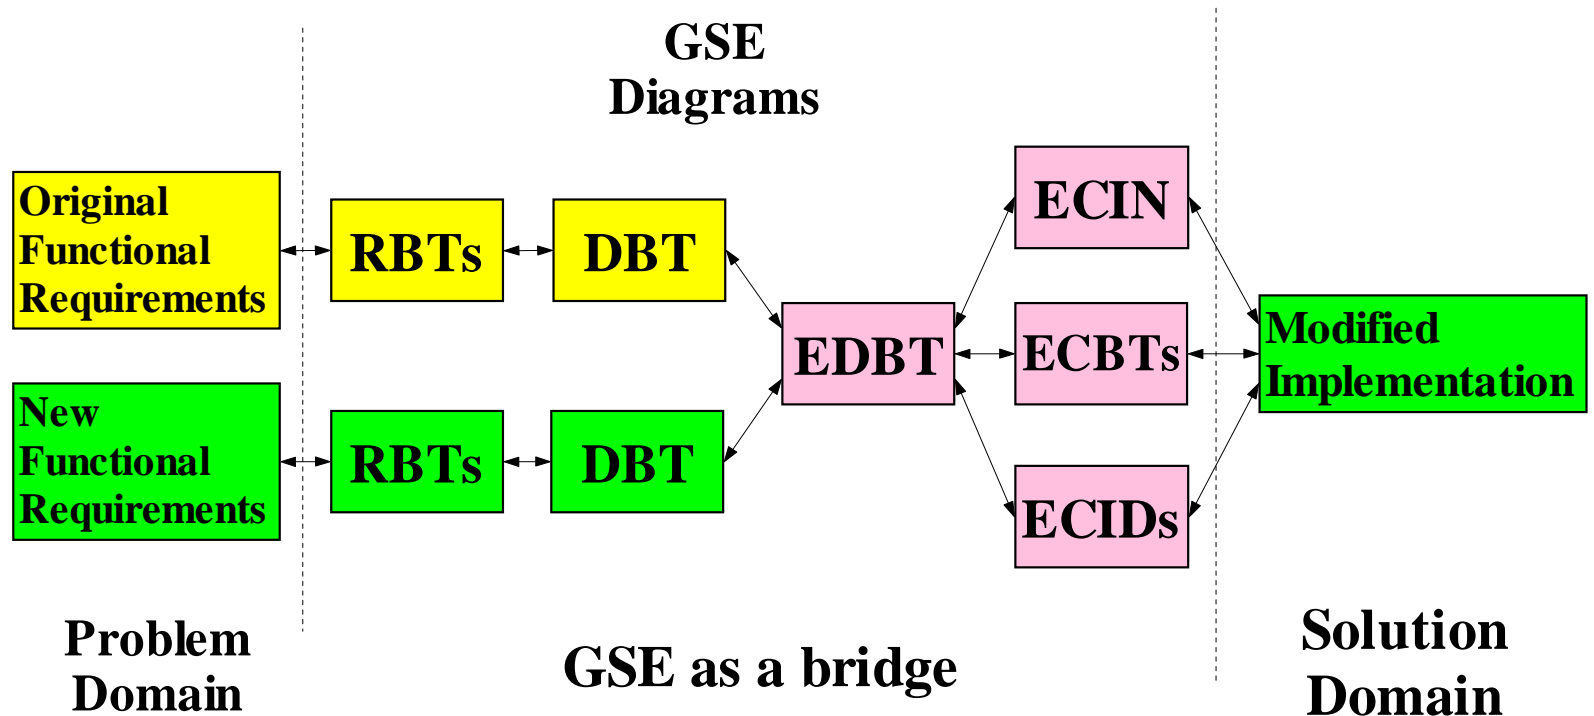 GSE
Diagrams
Original
Functional
Requirements
RBTs
DBT
New
Functional
Requirements
RBTs
DBT
EDBT
ECIN
ECBTs
ECIDs
Modified
Implementation
Problem
Domain
GSE as a bridge
Solution
Domain